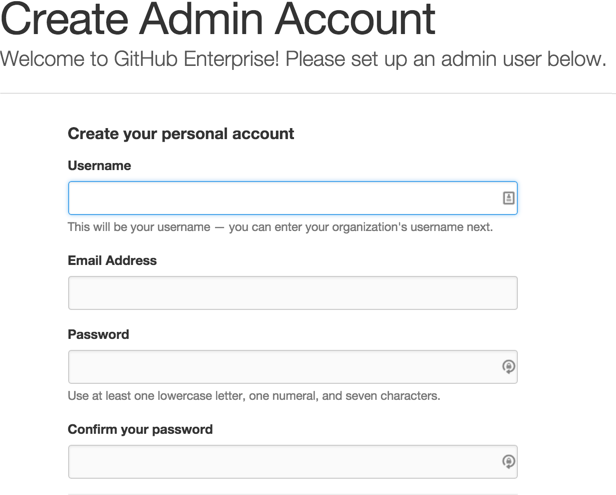 Create Admin Account
Welcome to GitHub Enterprise! Please set up an admin user below.
Create your personal account
Username
This will be your username — you can enter your organization's username next.
Email Address
Password
Use at least one lowercase letter, one numeral, and seven characters.
Confirm your password